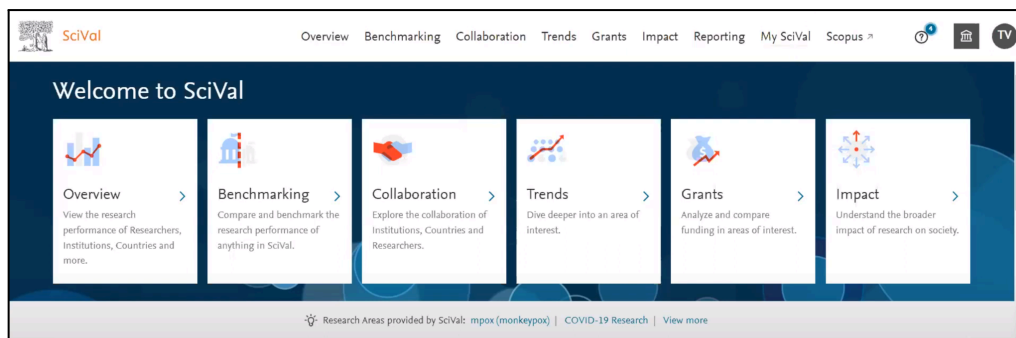 SciVal
Overview Benchmarking Collaboration Trends Grants Impact Reporting My SciVal Scopus ↗ ? 4 TV
Welcome to SciVal
Overview >
View the research
performance of Researchers,
Institutions, Countries and
more.
Benchmarking >
Compare and benchmark the
research performance of
anything in SciVal.
Collaboration >
Explore the collaboration of
Institutions, Countries and
Researchers.
Trends >
Dive deeper into an area of
interest.
$
Grants >
Analyze and compare
funding in areas of interest.
Impact >
Understand the broader
impact of research on society.
Research Areas provided by SciVal: mpox (monkeypox) | COVID-19 Research | View more